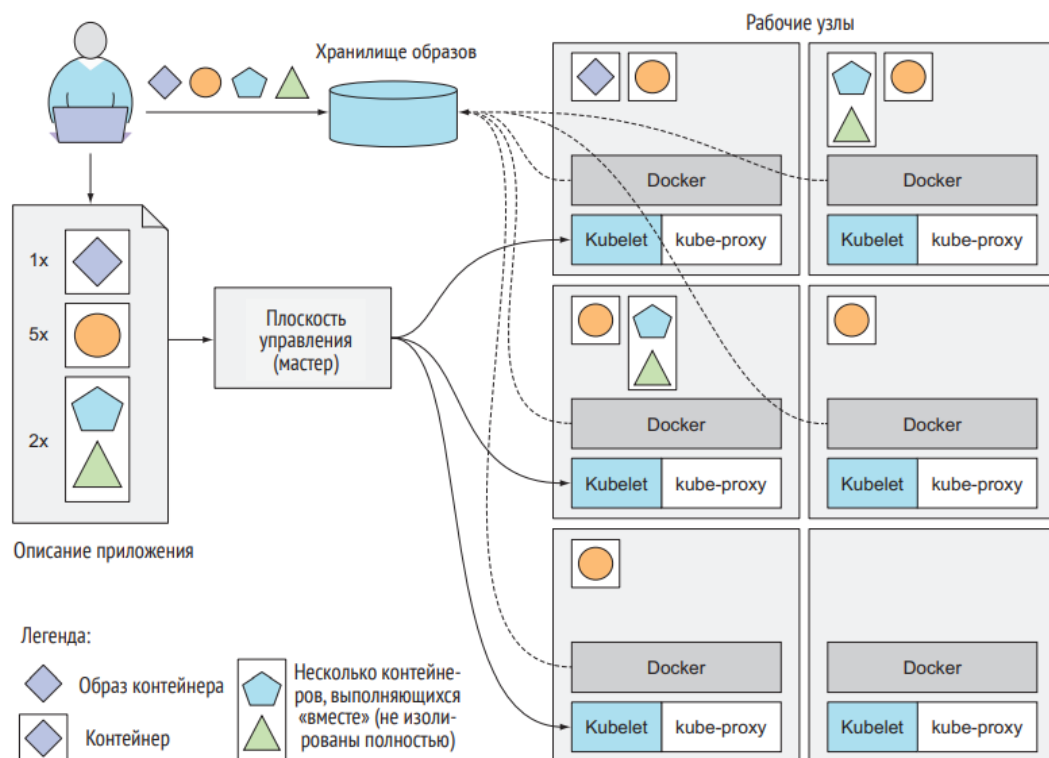 Рабочие узлы
Хранилище образов
Docker
Kubelet kube-proxy
Docker
Kubelet kube-proxy
1x
5x
2x
Описание приложения
Плоскость
управления
(мастер)
Docker
Kubelet kube-proxy
Docker
Kubelet kube-proxy
Docker
Kubelet kube-proxy
Docker
Kubelet kube-proxy
Легенда:
Образ контейнера
Контейнер
Несколько контейне-
ров, выполняющихся
«вместе» (не изоли-
рованы полностью)